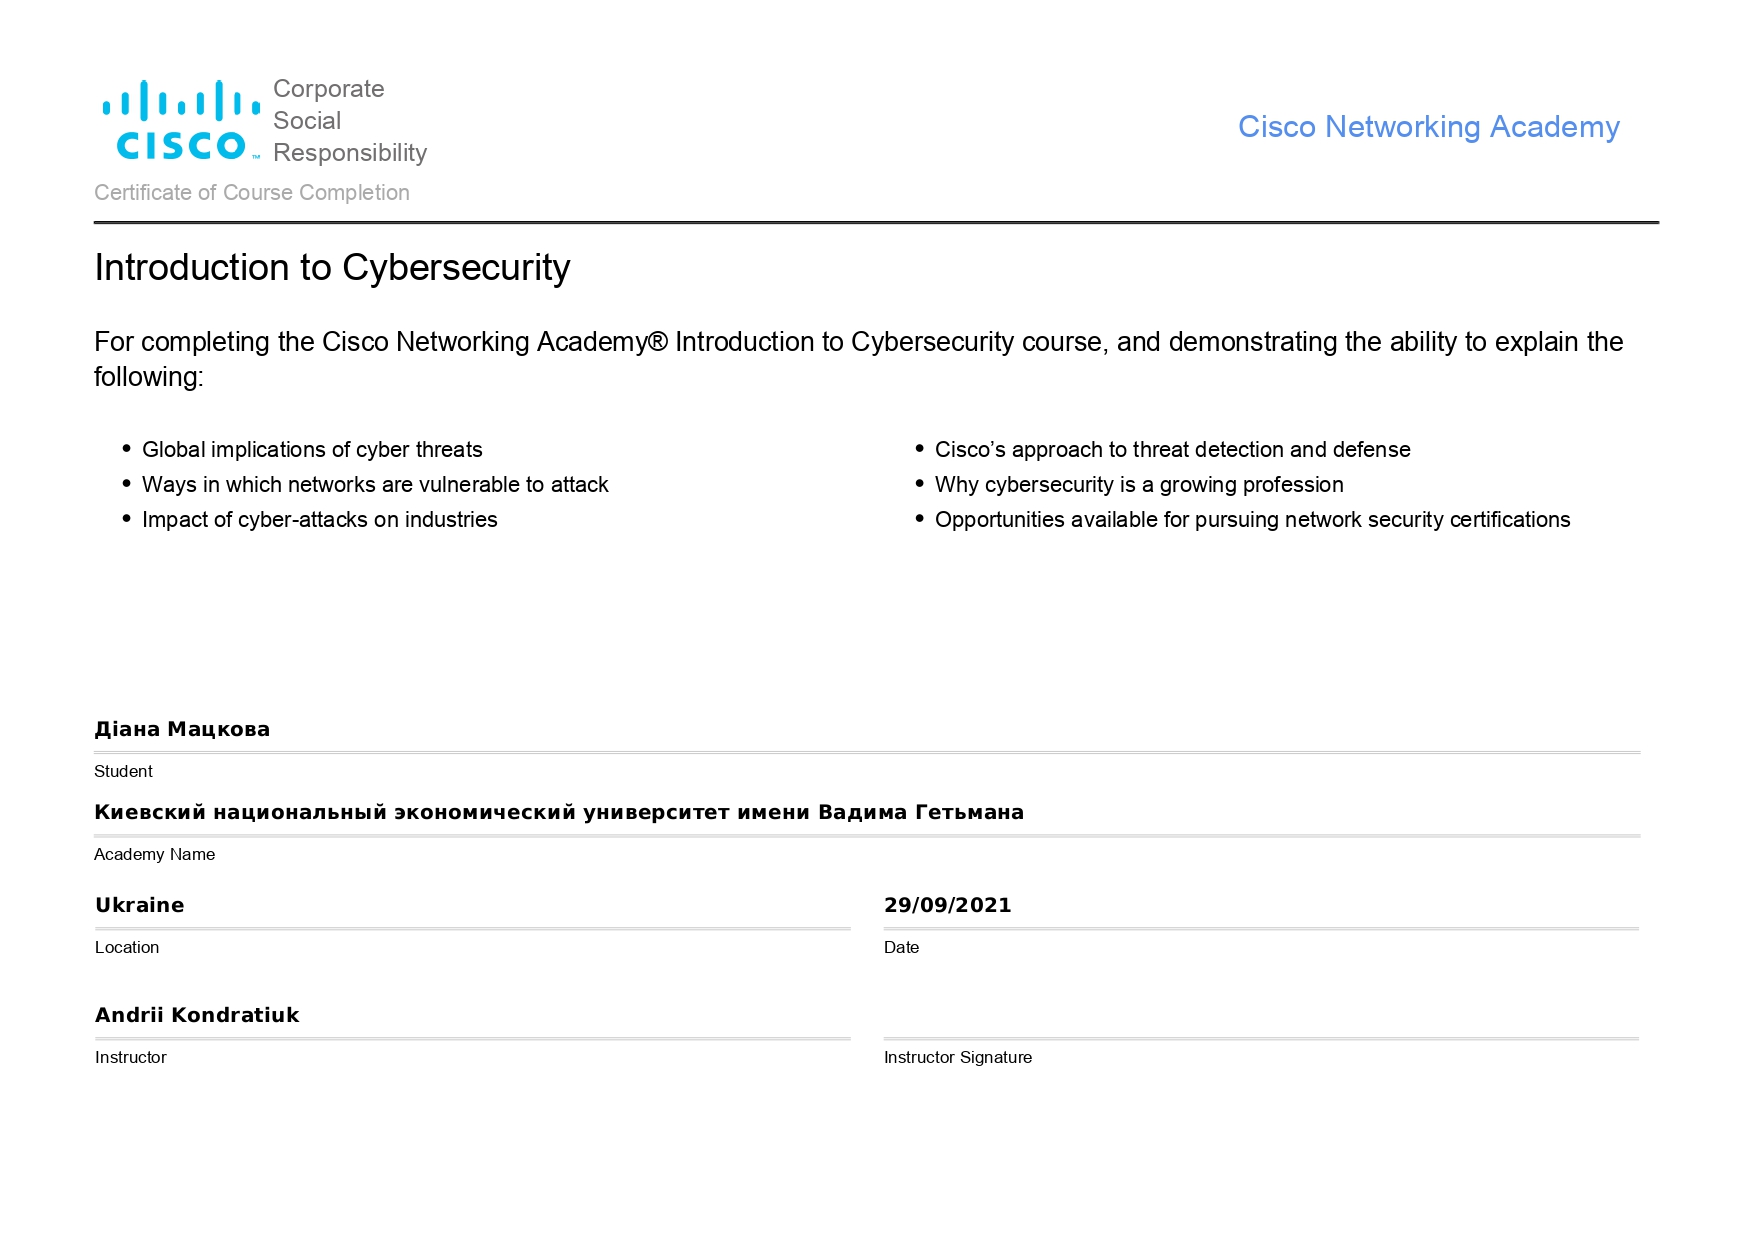 CISCO™
Corporate
Social
Responsibility
Cisco Networking Academy
Certificate of Course Completion
Introduction to Cybersecurity
For completing the Cisco Networking Academy® Introduction to Cybersecurity course, and demonstrating the ability to explain the
following:
• Global implications of cyber threats
• Ways in which networks are vulnerable to attack
• Impact of cyber-attacks on industries
• Cisco’s approach to threat detection and defense
• Why cybersecurity is a growing profession
• Opportunities available for pursuing network security certifications
Діана Мацкова
Student
Киевский национальный экономический университет имени Вадима Гетьмана
Academy Name
Ukraine
Location
29/09/2021
Date
Andrii Kondratiuk
Instructor
Instructor Signature